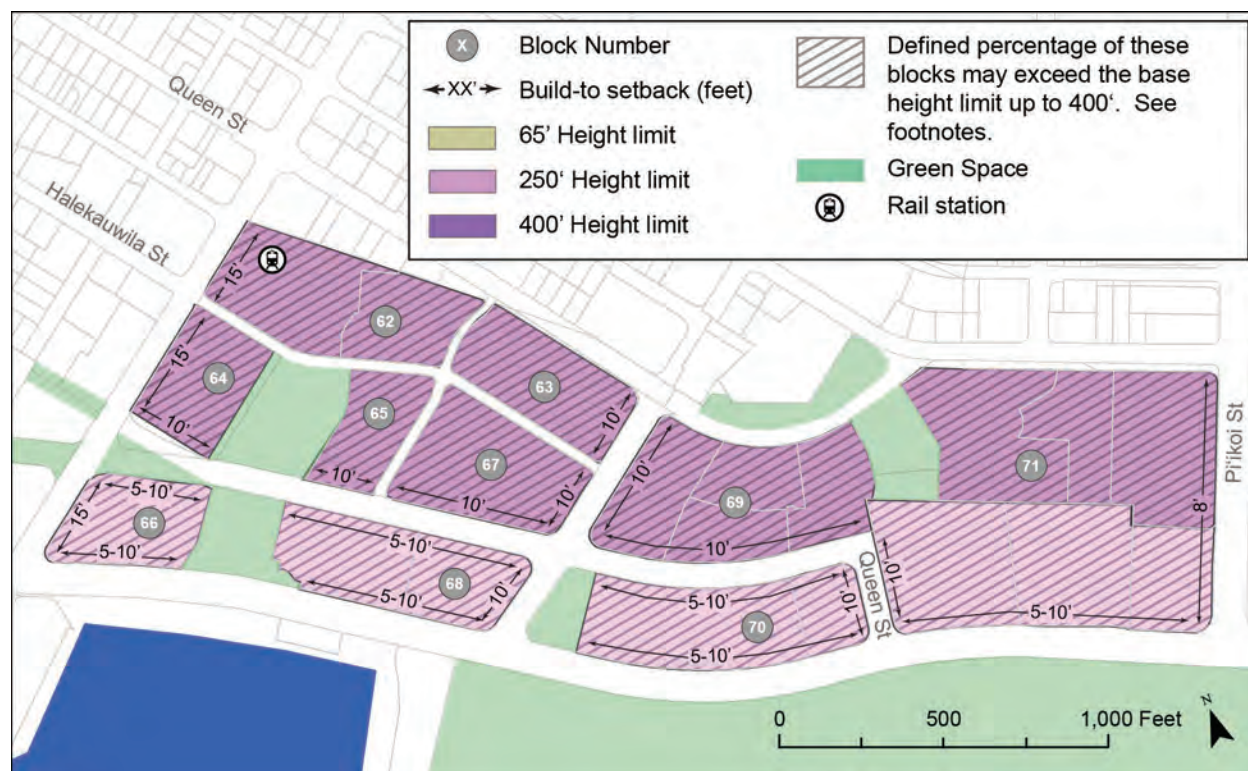 X
Block Number
←XX'→ Build-to setback (feet)
65' Height limit
250' Height limit
400' Height limit
Defined percentage of these
blocks may exceed the base
height limit up to 400'. See
footnotes.
Green Space
Rail station
Queen St
Halekauwila St
15'
62
15'
64
10'
65
10'
63
10'
67
10'
10'
10'
69
10'
71
Pi'ikoi St
8'
5-10'
15'
66
5-10'
5-10'
68
5-10'
10'
5-10'
70
10'
5-10'
Queen St
10'
5-10'
0 500 1,000 Feet
N